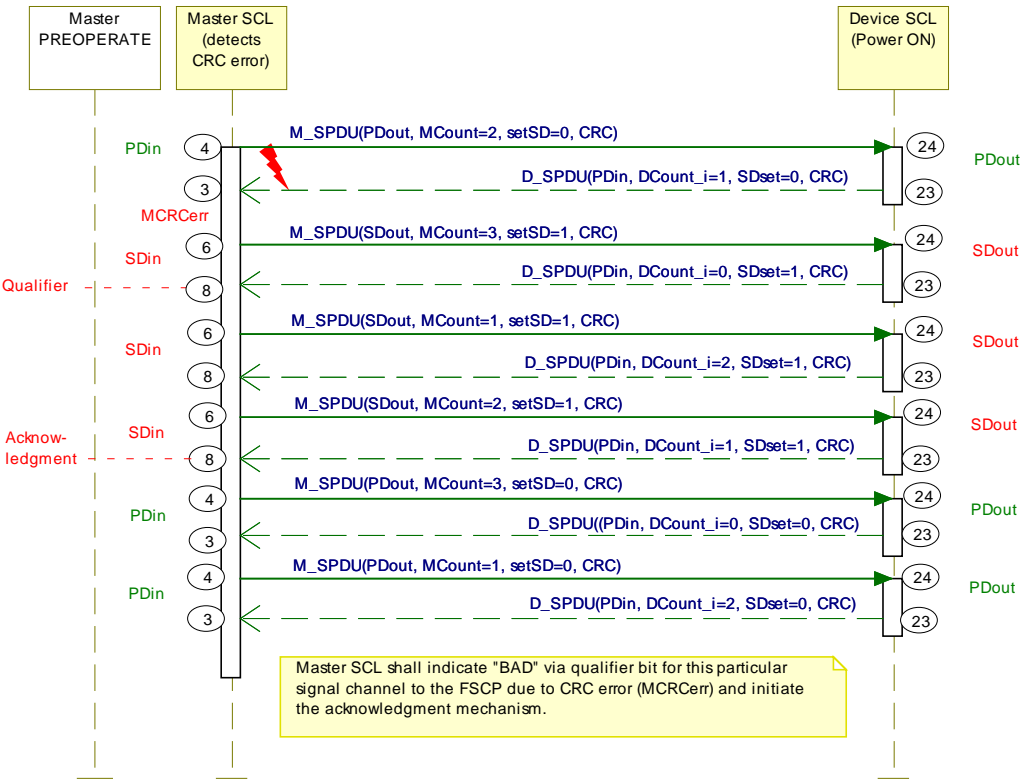 Master
PREOPERATE
Master SCL
(detects
CRC error)
Device SCL
(Power ON)
M_SPDU(PDout, MCount=2, setSD=0, CRC)
PDin
4
24
PDout
D_SPDU(PDin, DCount_i=1, SDset=0, CRC)
3
23
MCRCerr
M_SPDU(SDout, MCount=3, setSD=1, CRC)
6
24
SDin
SDout
D_SPDU(PDin, DCount_i=0, SDset=1, CRC)
Qualifier
8
23
M_SPDU(SDout, MCount=1, setSD=1, CRC)
6
24
SDin
SDout
D_SPDU(PDin, DCount_i=2, SDset=1, CRC)
8
23
M_SPDU(SDout, MCount=2, setSD=1, CRC)
6
24
SDin
SDout
Acknow-
ledgment
D_SPDU(PDin, DCount_i=1, SDset=1, CRC)
8
23
M_SPDU(PDout, MCount=3, setSD=0, CRC)
4
24
PDin
PDout
D_SPDU((PDin, DCount_i=0, SDset=0, CRC)
3
23
M_SPDU(PDout, MCount=1, setSD=0, CRC)
4
24
PDin
PDout
D_SPDU(PDin, DCount_i=2, SDset=0, CRC)
3
23
Master SCL shall indicate "BAD" via qualifier bit for this particular
signal channel to the FSCP due to CRC error (MCRCerr) and initiate
the acknowledgment mechanism.